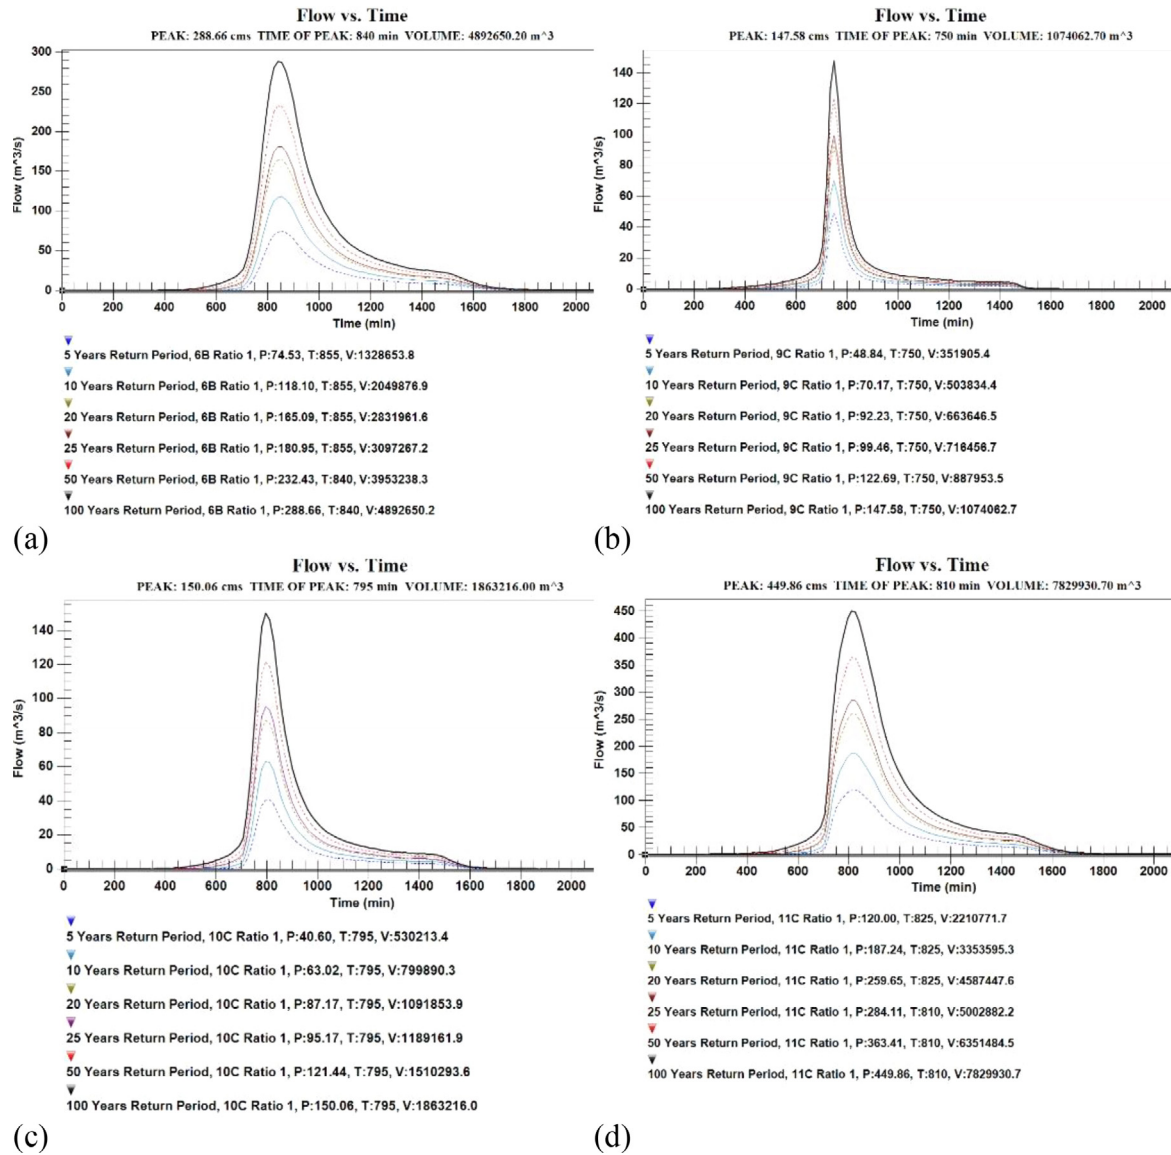 Flow vs. Time
PEAK: 288.66 cms TIME OF PEAK: 840 min VOLUME: 4892650.20 m^3
300
250
200
150
100
50
0
Flow (m^3/s)
0 200 400 600 800 1000 1200 1400 1600 1800 2000
Time (min)
5 Years Return Period, 6B Ratio 1, P:74.53, T:855, V:1328653.8
10 Years Return Period, 6B Ratio 1, P:118.10, T:855, V:2049876.9
20 Years Return Period, 6B Ratio 1, P:165.09, T:855, V:2831961.6
25 Years Return Period, 6B Ratio 1, P:180.95, T:855, V:3097267.2
50 Years Return Period, 6B Ratio 1, P:232.43, T:840, V:3953238.3
100 Years Return Period, 6B Ratio 1, P:288.66, T:840, V:4892650.2
(a)
Flow vs. Time
PEAK: 147.58 cms TIME OF PEAK: 750 min VOLUME: 1074062.70 m^3
140
120
100
80
60
40
20
0
Flow (m^3/s)
0 200 400 600 800 1000 1200 1400 1600 1800 2000
Time (min)
5 Years Return Period, 9C Ratio 1, P:48.84, T:750, V:351905.4
10 Years Return Period, 9C Ratio 1, P:70.17, T:750, V:503834.4
20 Years Return Period, 9C Ratio 1, P:92.23, T:750, V:663646.5
25 Years Return Period, 9C Ratio 1, P:99.46, T:750, V:716456.7
50 Years Return Period, 9C Ratio 1, P:122.69, T:750, V:887953.5
100 Years Return Period, 9C Ratio 1, P:147.58, T:750, V:1074062.7
(b)
Flow vs. Time
PEAK: 150.06 cms TIME OF PEAK: 795 min VOLUME: 1863216.00 m^3
140
120
100
80
60
40
20
0
Flow (m^3/s)
0 200 400 600 800 1000 1200 1400 1600 1800 2000
Time (min)
5 Years Return Period, 10C Ratio 1, P:40.60, T:795, V:530213.4
10 Years Return Period, 10C Ratio 1, P:63.02, T:795, V:799890.3
20 Years Return Period, 10C Ratio 1, P:87.17, T:795, V:1091853.9
25 Years Return Period, 10C Ratio 1, P:95.17, T:795, V:1189161.9
50 Years Return Period, 10C Ratio 1, P:121.44, T:795, V:1510293.6
100 Years Return Period, 10C Ratio 1, P:150.06, T:795, V:1863216.0
(c)
Flow vs. Time
PEAK: 449.86 cms TIME OF PEAK: 810 min VOLUME: 7829930.70 m^3
450
400
350
300
250
200
150
100
50
0
Flow (m^3/s)
0 200 400 600 800 1000 1200 1400 1600 1800 2000
Time (min)
5 Years Return Period, 11C Ratio 1, P:120.00, T:825, V:2210771.7
10 Years Return Period, 11C Ratio 1, P:187.24, T:825, V:3353595.3
20 Years Return Period, 11C Ratio 1, P:259.65, T:825, V:4587447.6
25 Years Return Period, 11C Ratio 1, P:284.11, T:810, V:5002882.2
50 Years Return Period, 11C Ratio 1, P:363.41, T:810, V:6351484.5
100 Years Return Period, 11C Ratio 1, P:449.86, T:810, V:7829930.7
(d)